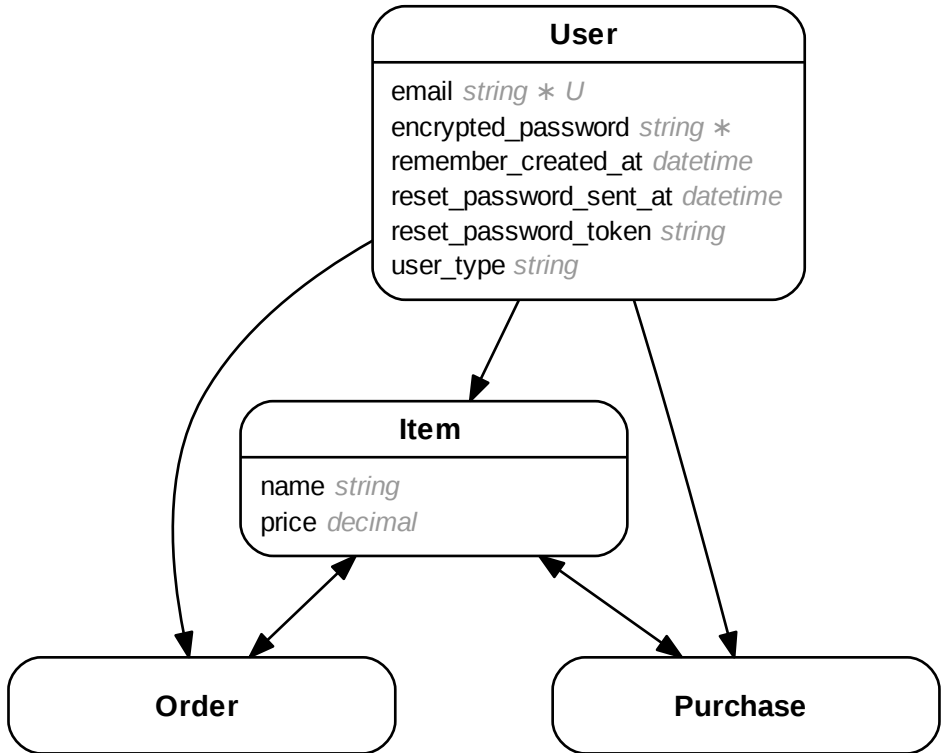 User
email string ∗ U
encrypted_password string ∗
remember_created_at datetime
reset_password_sent_at datetime
reset_password_token string
user_type string
Item
name string
price decimal
Order
Purchase